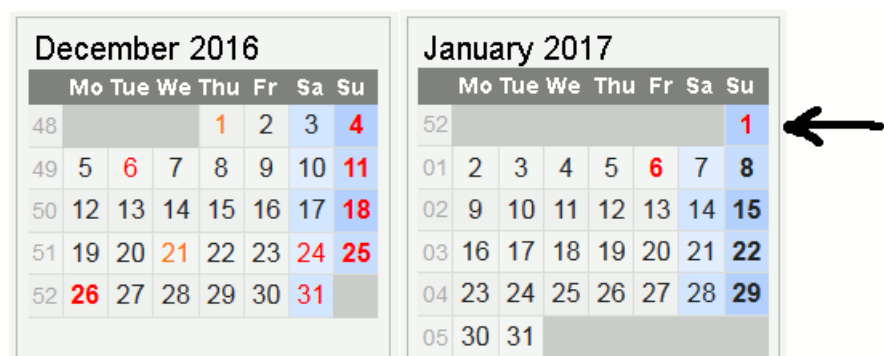 December 2016
Mo Tue We Thu Fr Sa Su
48 1 2 3 4
49 5 6 7 8 9 10 11
50 12 13 14 15 16 17 18
51 19 20 21 22 23 24 25
52 26 27 28 29 30 31
January 2017
Mo Tue We Thu Fr Sa Su
52 1
01 2 3 4 5 6 7 8
02 9 10 11 12 13 14 15
03 16 17 18 19 20 21 22
04 23 24 25 26 27 28 29
05 30 31